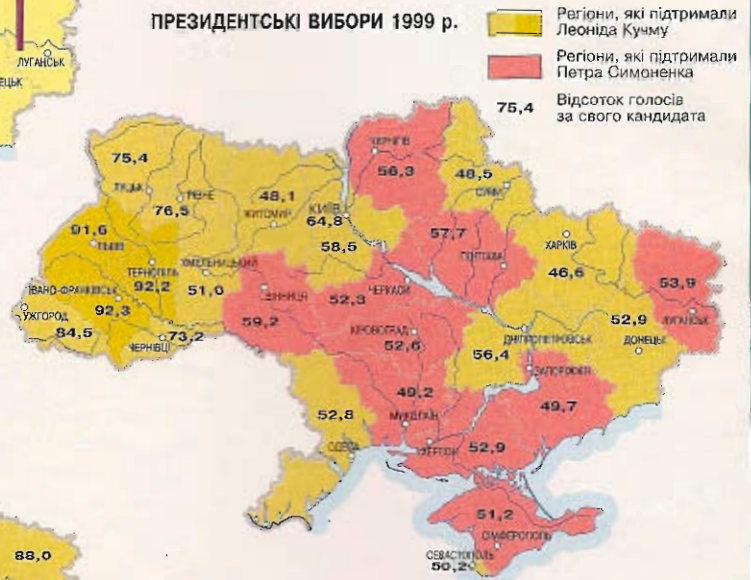 ПРЕЗИДЕНТСЬКІ ВИБОРИ 1999 р.
Регіони, які підтримали
Леоніда Кучму
Регіони, які підтримали
Петра Симоненка
75,4
Відсоток голосів
за свого кандидата
ЛУГАНСЬК
ЕЦЬК
ЧЕРНІГІВ
56,3
75,4
ЛУЦЬК
РІВНЕ
76,5
48,1
ЖИТОМИР
КИЇВ
64,8
58,5
48,5
СУМИ
91,6
ЛЬВІВ
57,7
ПОЛТАВА
ХАРКІВ
46,6
ТЕРНОПІЛЬ
92,2
ХМЕЛЬНИЦЬКИЙ
51,0
ІВАНО-ФРАНКІВСЬК
92,3
УЖГОРОД
84,5
ЧЕРНІВЦІ
73,2
ВІННИЦЯ
59,2
52,3
ЧЕРКАСИ
КІРОВОГРАД
52,6
53,9
ЛУГАНСЬК
52,9
ДОНЕЦЬК
ДНІПРОПЕТРОВСЬК
56,4
ЗАПОРІЖЖЯ
49,7
49,2
МИКОЛАЇВ
52,8
ОДЕСА
ХЕРСОН
52,9
51,2
СІМФЕРОПОЛЬ
СЕВАСТОПОЛЬ
50,2
88,0